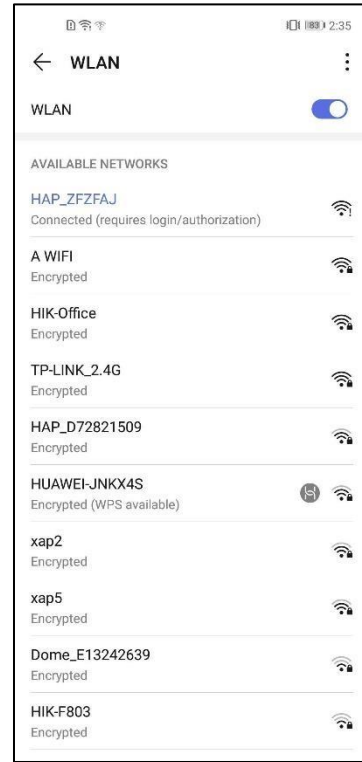 83 2:35
WLAN
WLAN
AVAILABLE NETWORKS
HAP_ZFZFAJ
Connected (requires login/authorization)
A WIFI
Encrypted
HIK-Office
Encrypted
TP-LINK_2.4G
Encrypted
HAP_D72821509
Encrypted
HUAWEI-JNKX4S
Encrypted (WPS available)
xap2
Encrypted
xap5
Encrypted
Dome_E13242639
Encrypted
HIK-F803
Encrypted